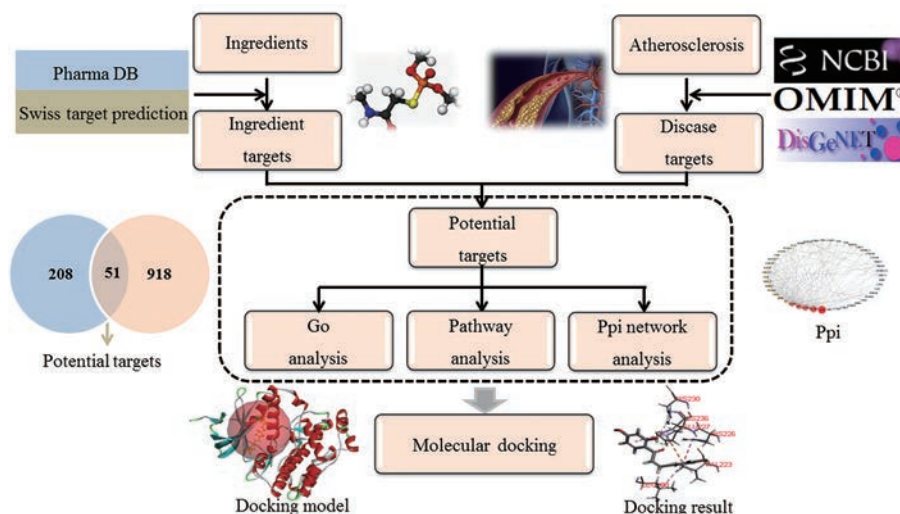 Ingredients
Atherosclerosis
Pharma DB
Swiss target prediction
NCBI
OMIM®
DisGeNET
Ingredient
targets
Discase
targets
Potential
targets
208
51
918
Potential targets
Go
analysis
Pathway
analysis
Ppi network
analysis
Ppi
Molecular docking
Docking model
Docking result